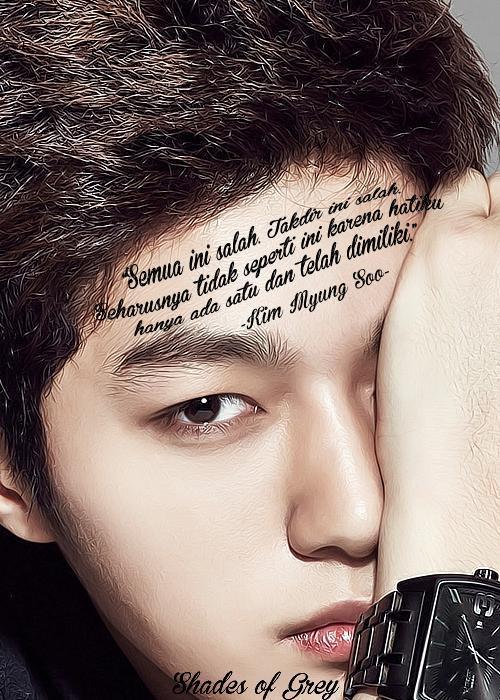 "Semua ini salah. Takdir ini salah.
Seharusnya tidak seperti ini karena hatiku
hanya ada satu dan telah dimiliki."
-Kim Myung Soo-
Shades of Grey